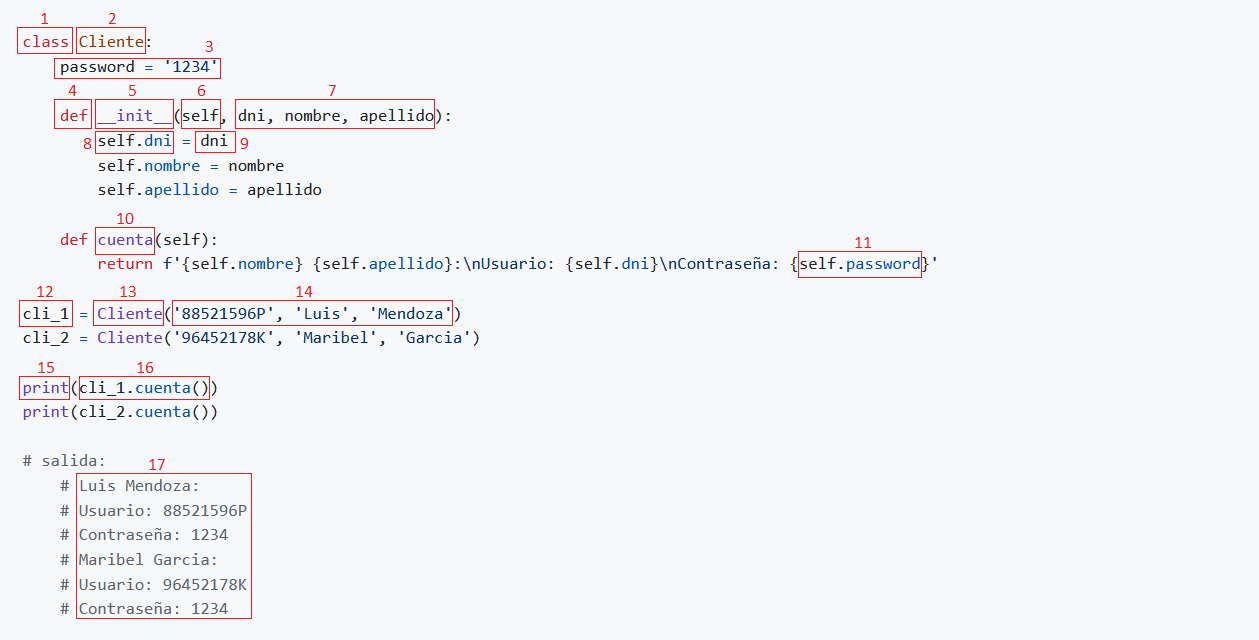 1 2
class Cliente:
3
password = '1234'
4 5 6 7
def __init__(self, dni, nombre, apellido):
8 self.dni = dni 9
self.nombre = nombre
self.apellido = apellido
10
def cuenta(self):
11
return f'{self.nombre} {self.apellido}:\nUsuario: {self.dni}\nContraseña: {self.password}'
12 13 14
cli_1 = Cliente('88521596P', 'Luis', 'Mendoza')
cli_2 = Cliente('96452178K', 'Maribel', 'Garcia')
15 16
print(cli_1.cuenta())
print(cli_2.cuenta())
# salida:
17
# Luis Mendoza:
# Usuario: 88521596P
# Contraseña: 1234
# Maribel Garcia:
# Usuario: 96452178K
# Contraseña: 1234